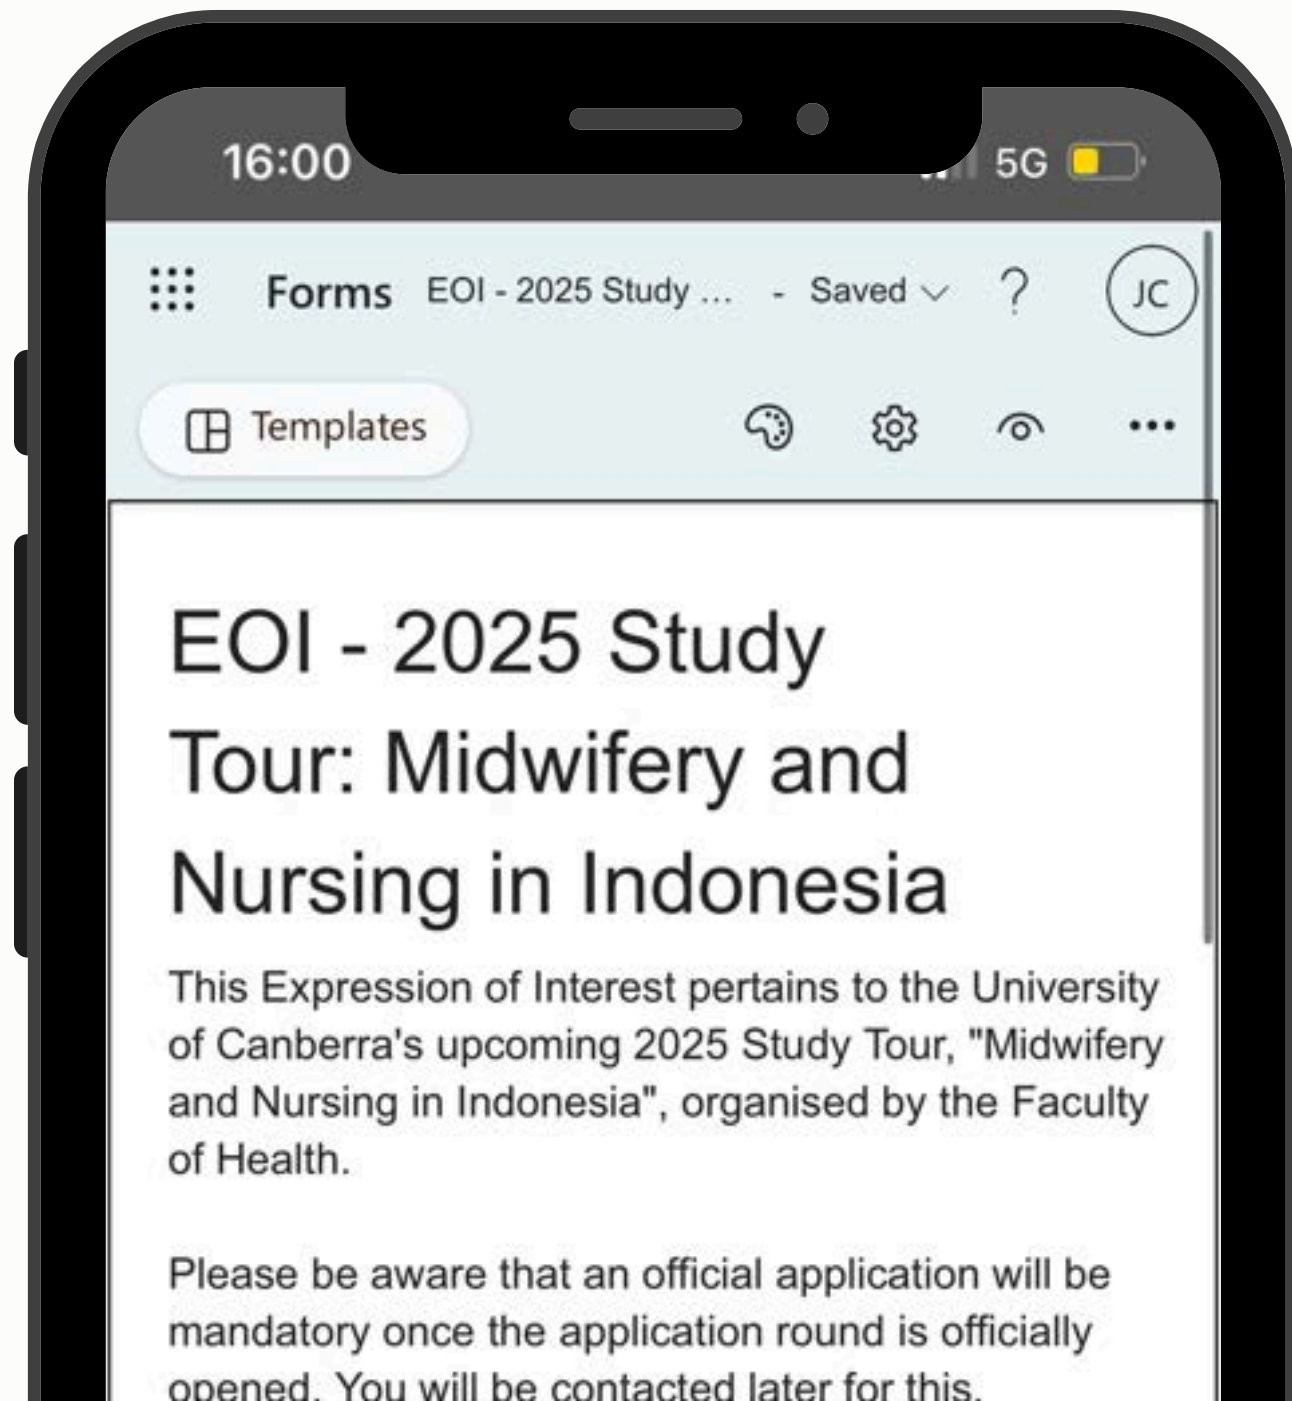 16:00 5G
Forms EOI - 2025 Study ... - Saved ? JC
Templates
EOI - 2025 Study
Tour: Midwifery and
Nursing in Indonesia
This Expression of Interest pertains to the University
of Canberra's upcoming 2025 Study Tour, "Midwifery
and Nursing in Indonesia", organised by the Faculty
of Health.
Please be aware that an official application will be
mandatory once the application round is officially
opened. You will be contacted later for this.